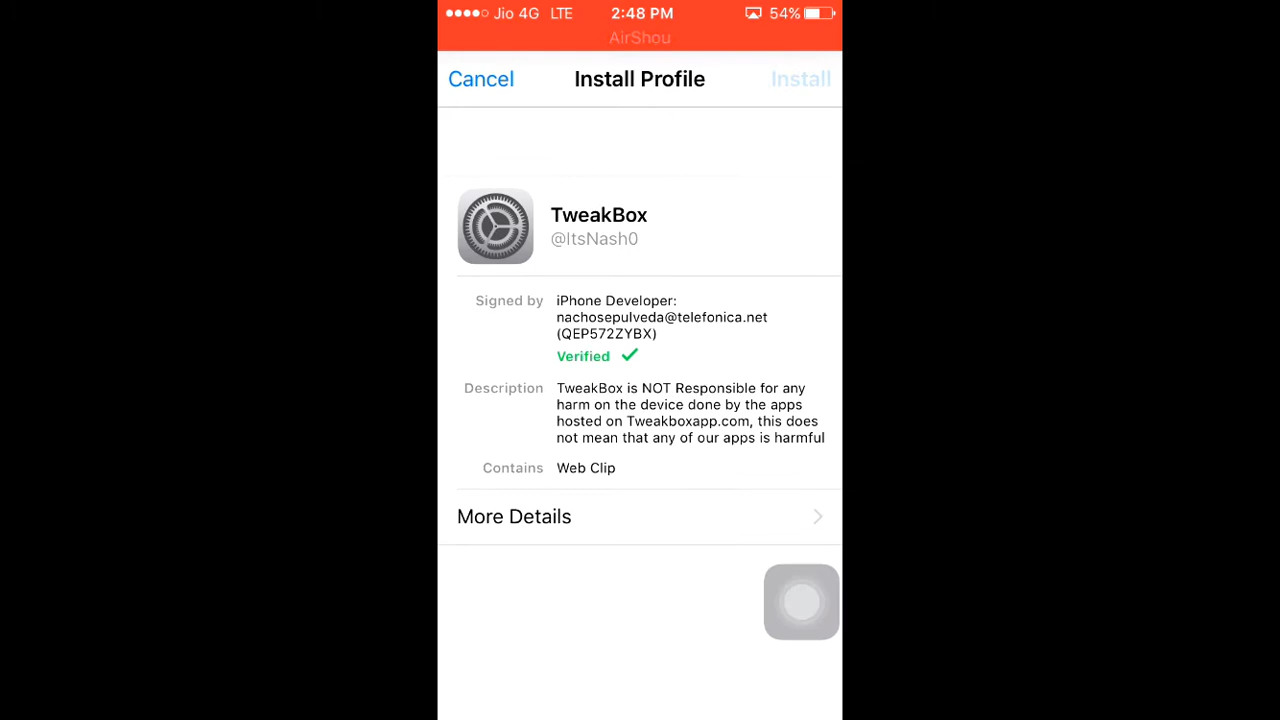 Jio 4G LTE 2:48 PM 54%
AirShou
Cancel Install Profile Install
TweakBox
@ItsNash0
Signed by iPhone Developer:
nachosepulveda@telefonica.net
(QEP572ZYBX)
Verified
Description TweakBox is NOT Responsible for any
harm on the device done by the apps
hosted on Tweakboxapp.com, this does
not mean that any of our apps is harmful
Contains Web Clip
More Details